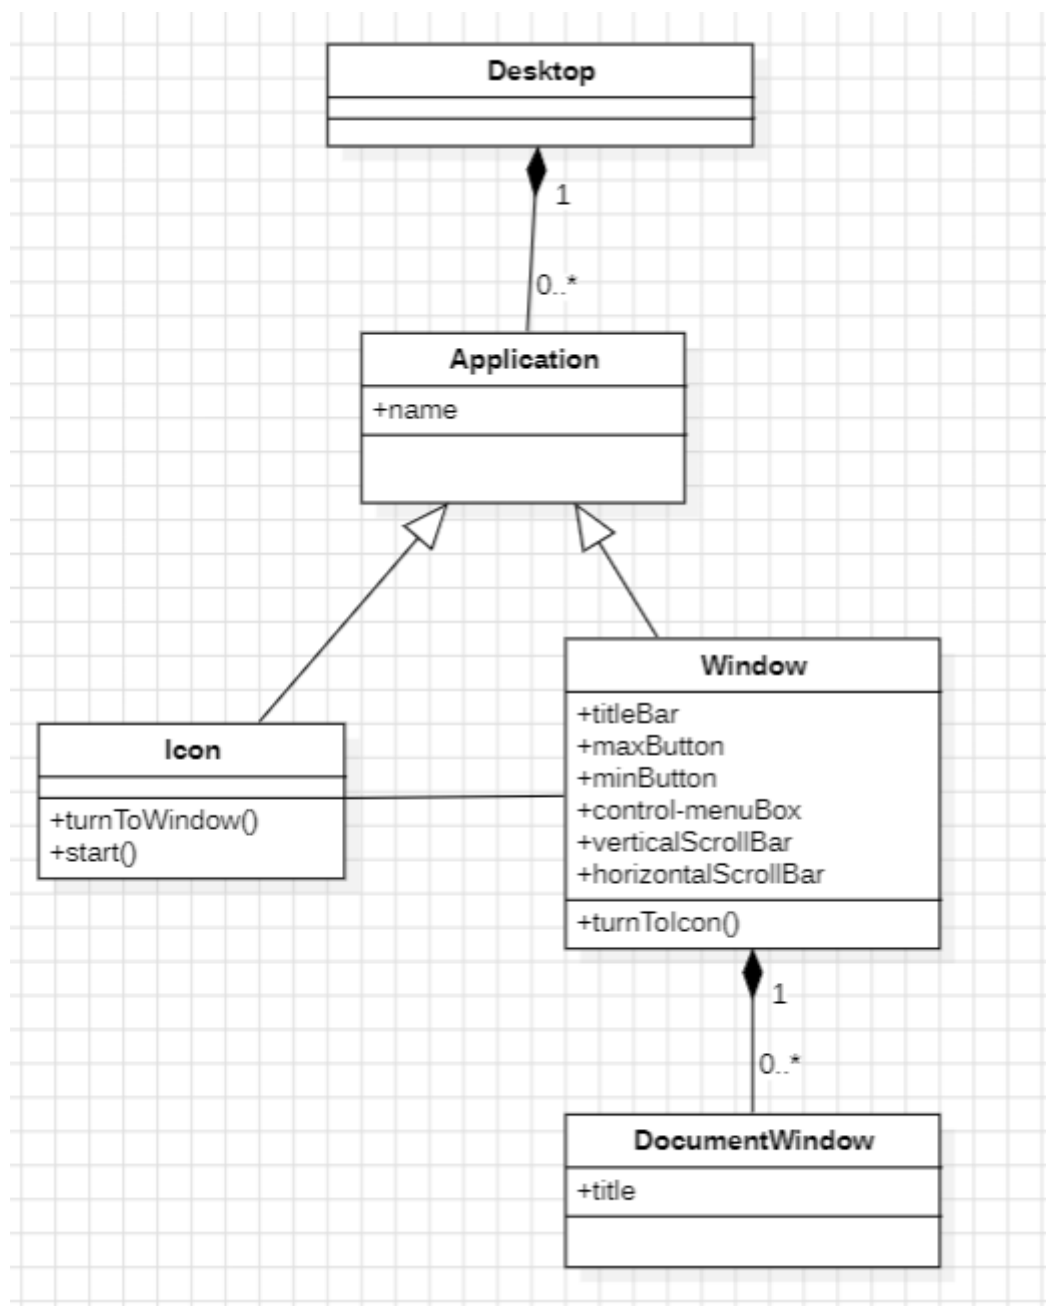 Desktop
1
0..*
Application
+name
Window
+titleBar
+maxButton
+minButton
+control-menuBox
+verticalScrollBar
+horizontalScrollBar
+turnToIcon()
Icon
+turnToWindow()
+start()
1
0..*
DocumentWindow
+title